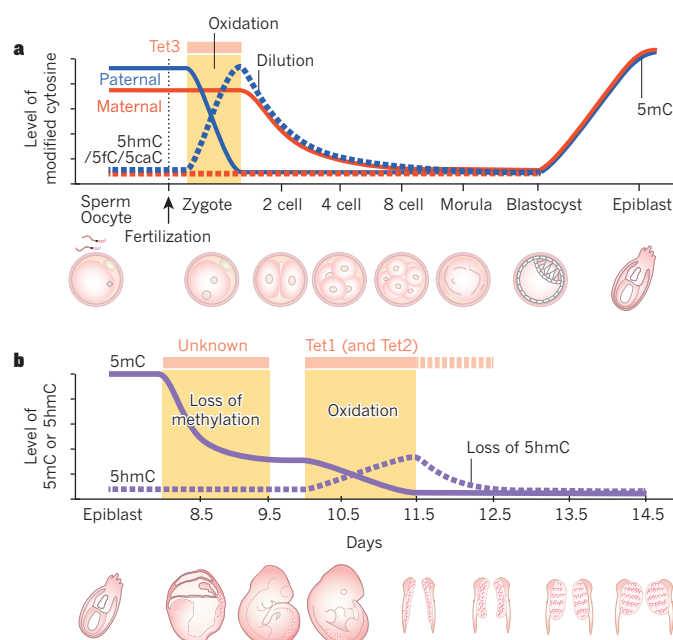 a
Oxidation
Tet3
Dilution
Paternal
Maternal
5mC
5hmC
/5fC/5caC
Level of
modified cytosine
Sperm
Oocyte
Zygote
2 cell
4 cell
8 cell
Morula
Blastocyst
Epiblast
Fertilization
b
Unknown
Tet1 (and Tet2)
5mC
Loss of
methylation
Oxidation
Loss of 5hmC
5hmC
Level of
5mC or 5hmC
Epiblast
8.5
9.5
10.5
11.5
12.5
13.5
14.5
Days